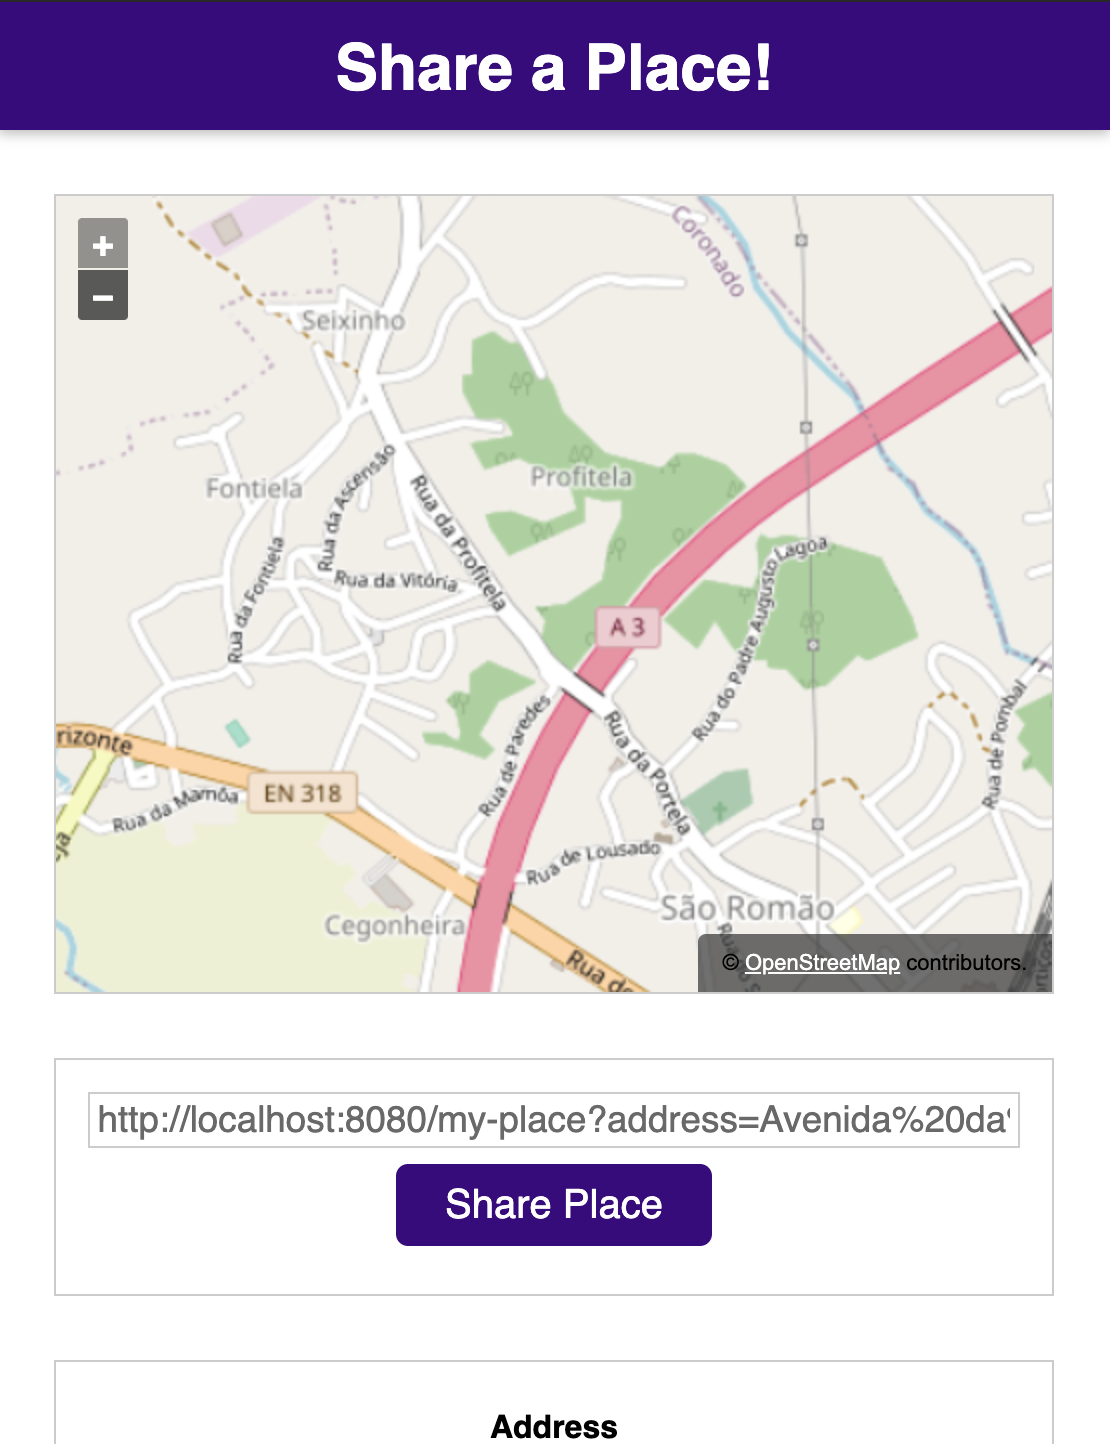 Share a Place!
+
Coronado
−
Seixinho
Profitela
Fontiela
Rua da Ascensão
Rua da Profitela
Lagoa
Rua do Padre Augusto
Rua da Vitória
Rua da Fontiela
A 3
Rua de Paredes
Rua da Portela
Rua de Pombal
rizonte
EN 318
Rua da Mamôa
Rua de Lousado
São Romão
Cegonheira
Rua de
© OpenStreetMap contributors.
http://localhost:8080/my-place?address=Avenida%20da
Share Place
Address